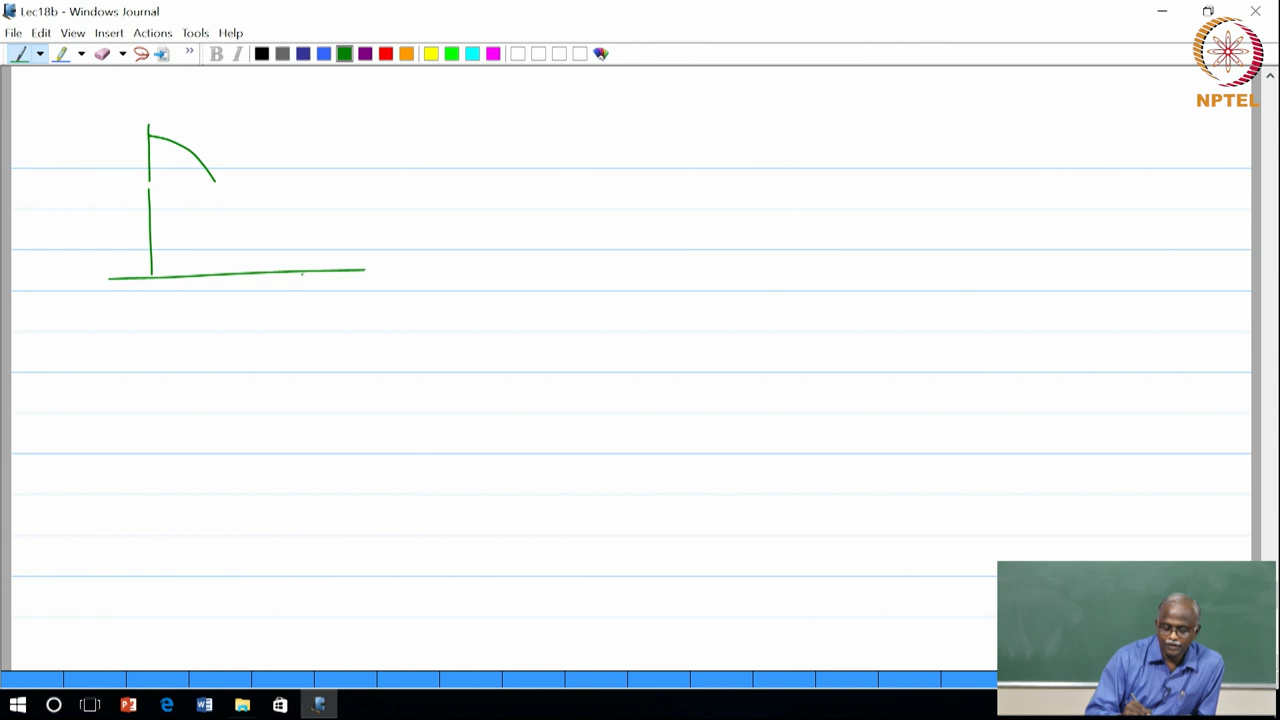 Lec18b - Windows Journal
File Edit View Insert Actions Tools Help
B I
NPTEL